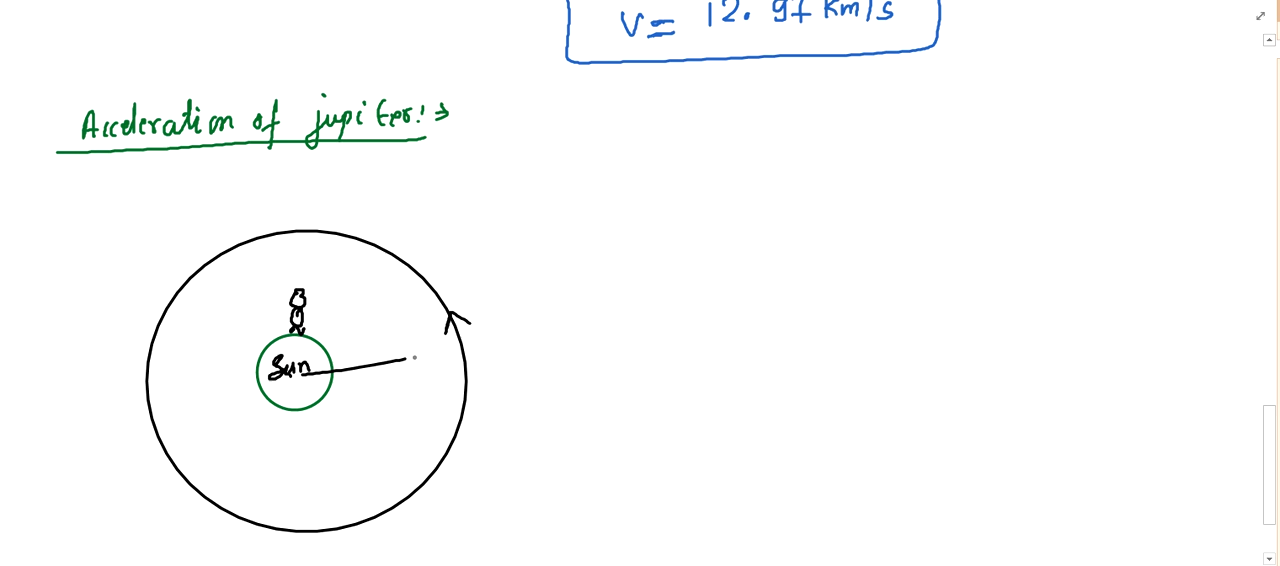 V= 12.97 Km/s
Acceleration of jupiter:→
Sun